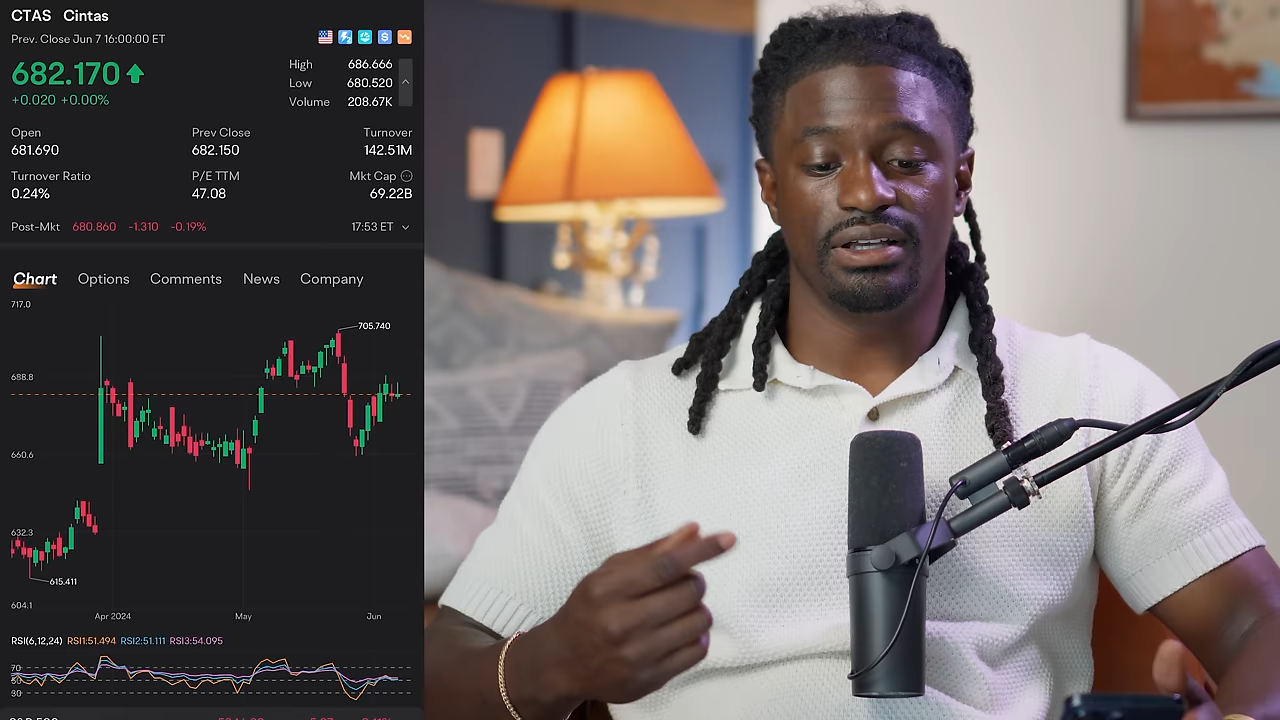 CTAS Cintas
Prev. Close Jun 7 16:00:00 ET
682.170
+0.020 +0.00%
High 686.666
Low 680.520
Volume 208.67K
Open Prev Close Turnover
681.690 682.150 142.51M
Turnover Ratio P/E TTM Mkt Cap
0.24% 47.08 69.22B
Post-Mkt 680.860 -1.310 -0.19% 17:53 ET
Chart Options Comments News Company
717.0
705.740
688.8
660.6
632.3
615.411
604.1
Apr 2024 May Jun
RSI(6,12,24) RSI1:51.494 RSI2:51.111 RSI3:54.095
70
50
30